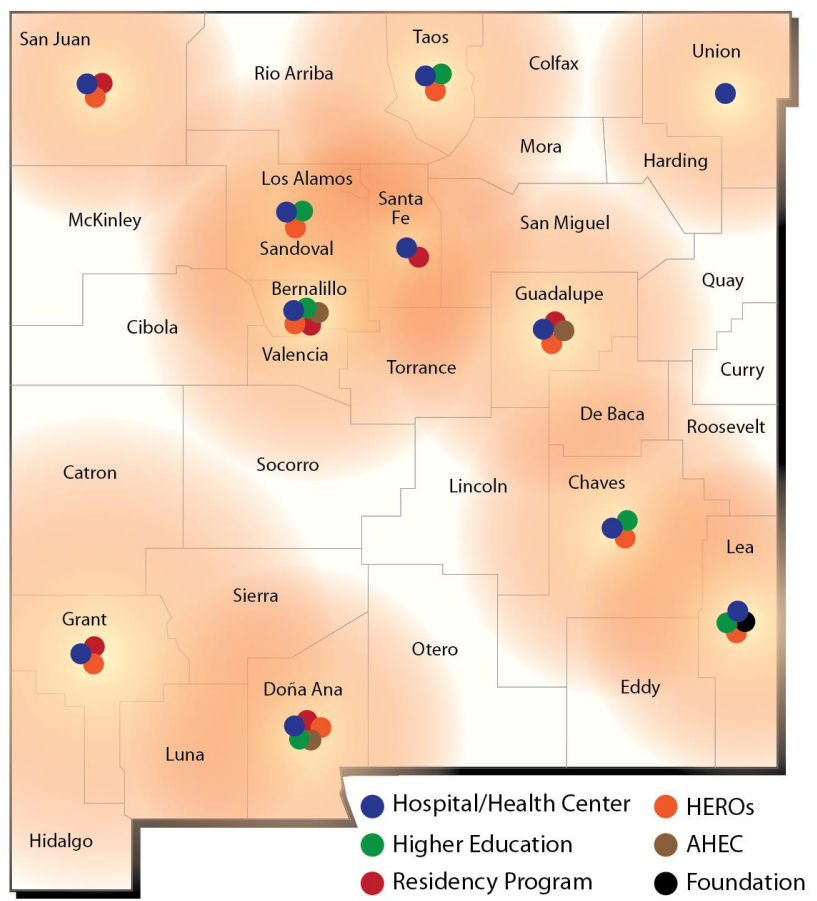 San Juan
Taos
Rio Arriba
Colfax
Union
Mora
Harding
Los Alamos
Santa
Fe
McKinley
Sandoval
San Miguel
Quay
Bernalillo
Guadalupe
Cibola
Valencia
Torrance
Curry
De Baca
Roosevelt
Catron
Socorro
Lincoln
Chaves
Lea
Sierra
Grant
Otero
Eddy
Doña Ana
Luna
Hidalgo
Hospital/Health Center
HEROs
Higher Education
AHEC
Residency Program
Foundation